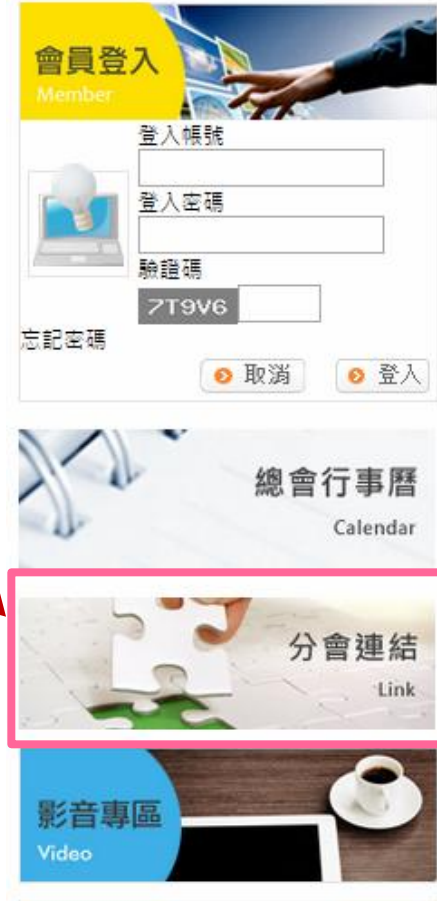 會員登入
Member
登入帳號
登入密碼
驗證碼
7T9V6
忘記密碼
取消
登入
總會行事曆
Calendar
分會連結
Link
影音專區
Video